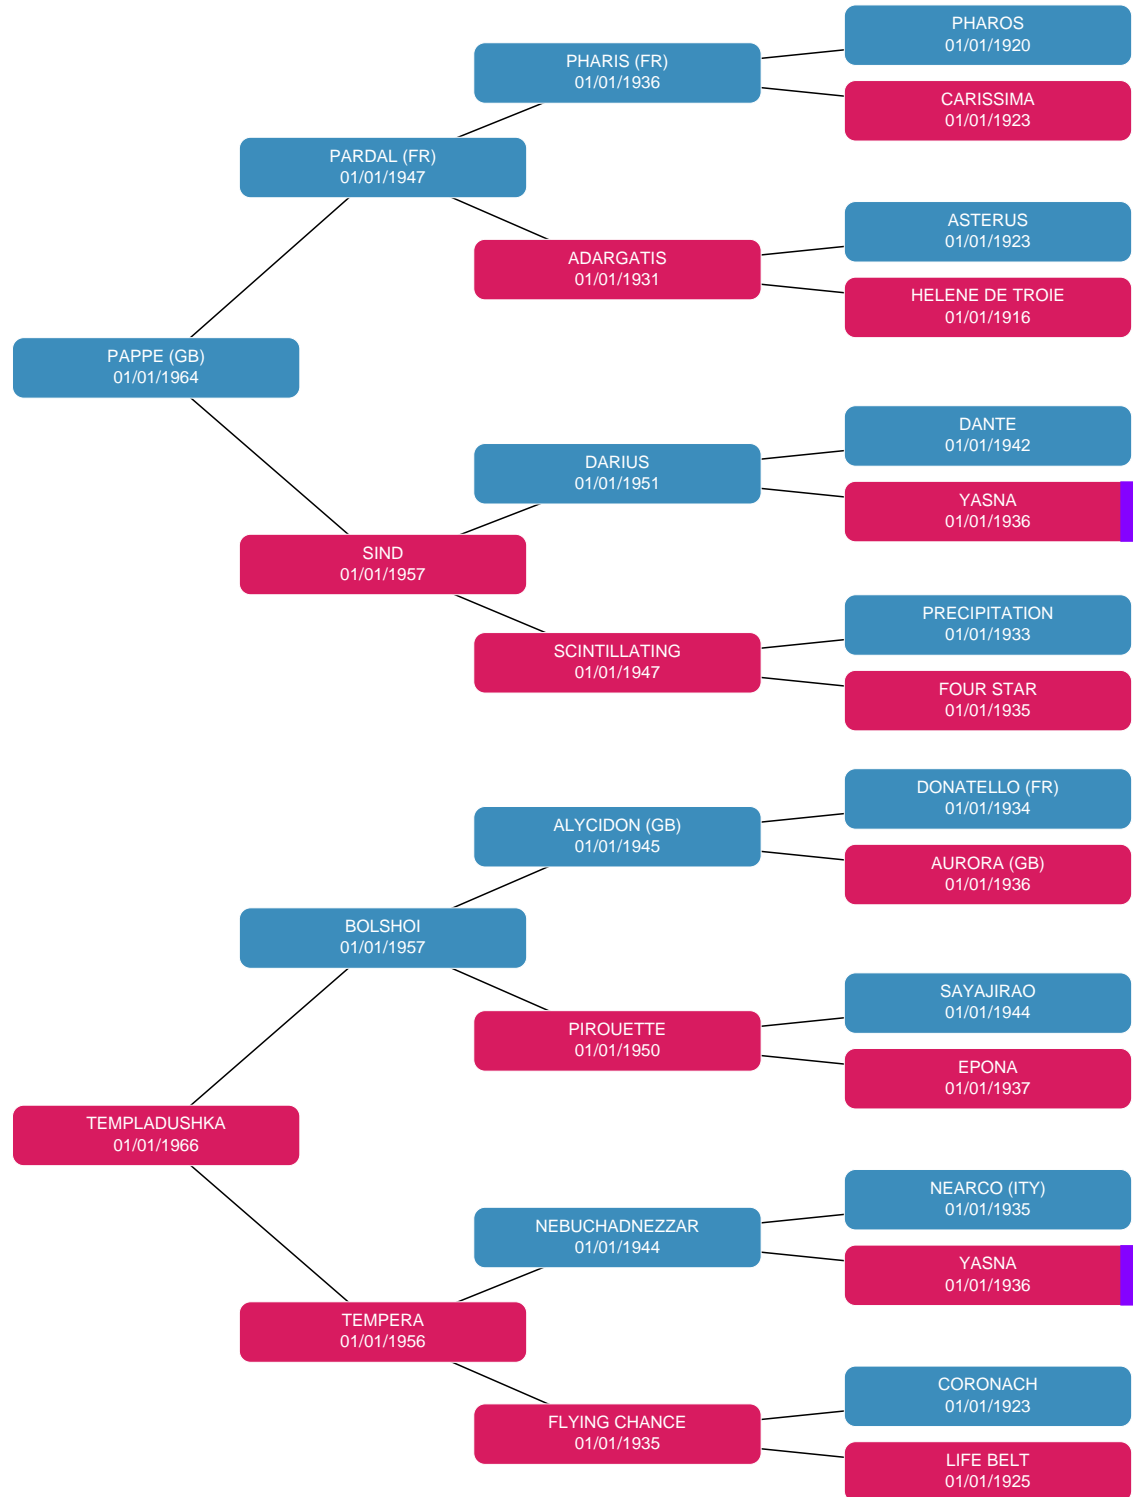 PHAROS
01/01/1920
PHARIS (FR)
01/01/1936
CARISSIMA
01/01/1923
PARDAL (FR)
01/01/1947
ASTERUS
01/01/1923
ADARGATIS
01/01/1931
HELENE DE TROIE
01/01/1916
PAPPE (GB)
01/01/1964
DANTE
01/01/1942
DARIUS
01/01/1951
YASNA
01/01/1936
SIND
01/01/1957
PRECIPITATION
01/01/1933
SCINTILLATING
01/01/1947
FOUR STAR
01/01/1935
DONATELLO (FR)
01/01/1934
ALYCIDON (GB)
01/01/1945
AURORA (GB)
01/01/1936
BOLSHOI
01/01/1957
SAYAJIRAO
01/01/1944
PIROUETTE
01/01/1950
EPONA
01/01/1937
TEMPLADUSHKA
01/01/1966
NEARCO (ITY)
01/01/1935
NEBUCHADNEZZAR
01/01/1944
YASNA
01/01/1936
TEMPERA
01/01/1956
CORONACH
01/01/1923
FLYING CHANCE
01/01/1935
LIFE BELT
01/01/1925